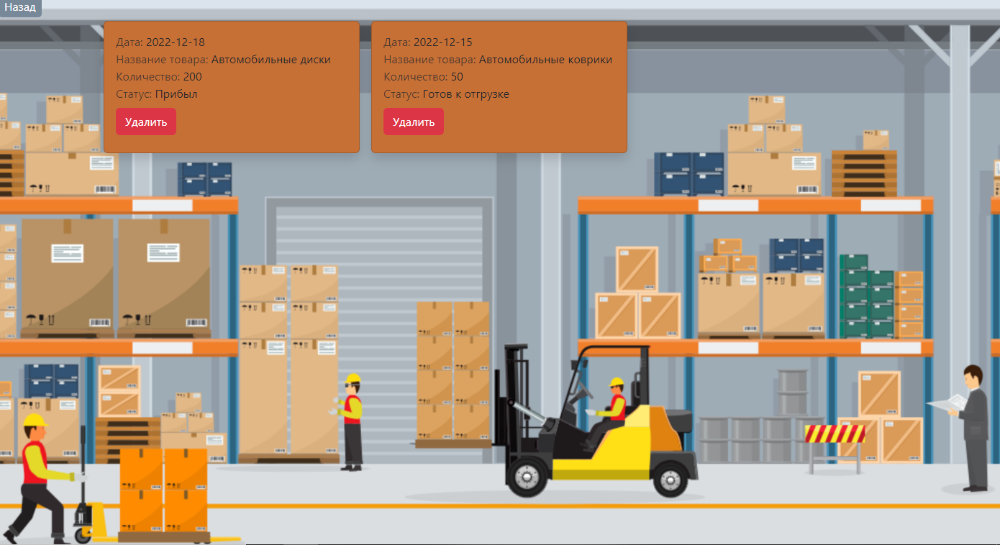 Назад
Дата: 2022-12-18
Название товара: Автомобильные диски
Количество: 200
Статус: Прибыл
Удалить
Дата: 2022-12-15
Название товара: Автомобильные коврики
Количество: 50
Статус: Готов к отгрузке
Удалить